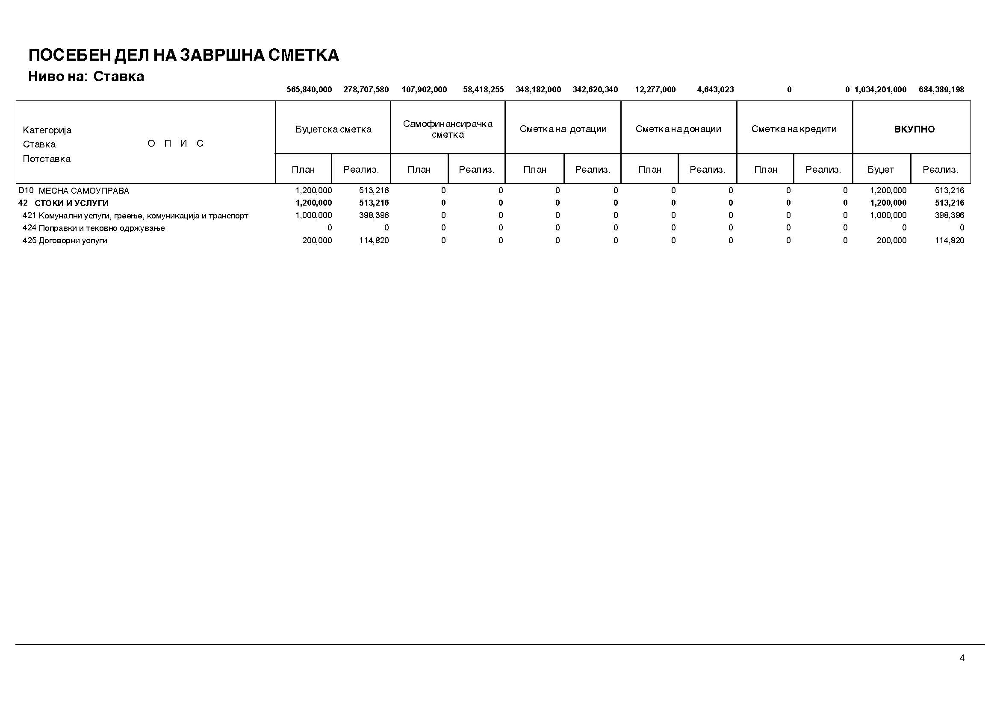 ПОСЕБЕН ДЕЛ НА ЗАВРШНА СМЕТКА
Ниво на: Ставка
565,840,000 278,707,580 107,902,000 58,418,255 348,182,000 342,620,340 12,277,000 4,643,023 0 0 1,034,201,000 684,389,198
Категорија
Ставка
Потставка
О П И С
Буџетска сметка
Самофинансирачка
сметка
Сметка на дотации
Сметка на донации
Сметка на кредити
ВКУПНО
План Реализ. План Реализ. План Реализ. План Реализ. План Реализ. Буџет Реализ.
D10 МЕСНА САМОУПРАВА 1,200,000 513,216 0 0 0 0 0 0 0 0 1,200,000 513,216
42 СТОКИ И УСЛУГИ 1,200,000 513,216 0 0 0 0 0 0 0 0 1,200,000 513,216
421 Комунални услуги, греење, комуникација и транспорт 1,000,000 398,396 0 0 0 0 0 0 0 0 1,000,000 398,396
424 Поправки и тековно одржување 0 0 0 0 0 0 0 0 0 0 0 0
425 Договорни услуги 200,000 114,820 0 0 0 0 0 0 0 0 200,000 114,820
4